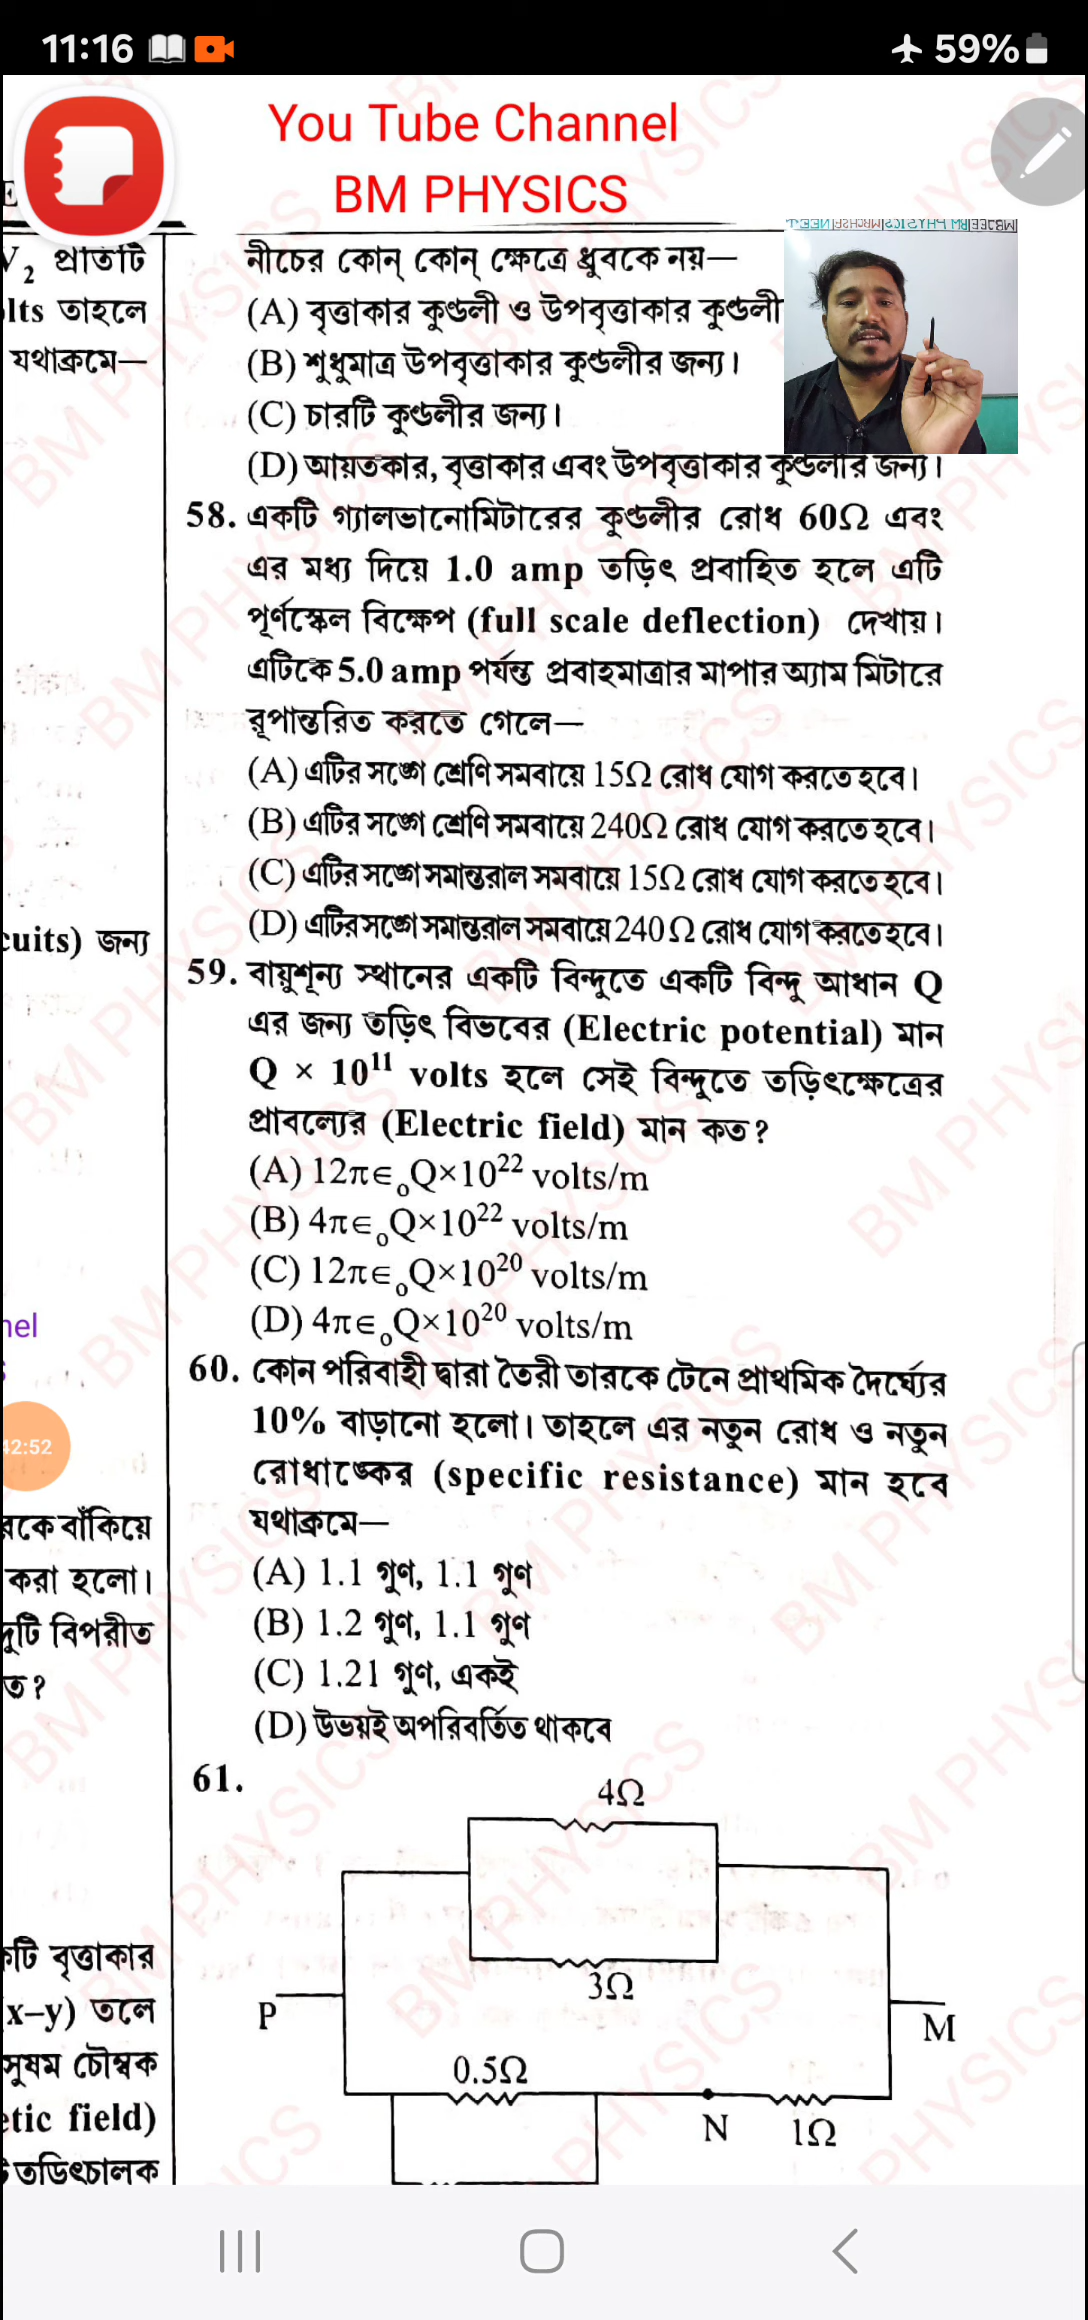 11:16
59%
You Tube Channel
BM PHYSICS
V₂ প্রতিটি
lts তাহলে
যথাক্রমে—
cuits) জন্য
nel
42:52
রকে বাঁকিয়ে
করা হলো।
দুটি বিপরীত
ত?
কটি বৃত্তাকার
x–y) তলে
সুষম চৌম্বক
etic field)
তড়িৎচালক
নীচের কোন্ কোন্ ক্ষেত্রে ধ্রুবকে নয়—
(A) বৃত্তাকার কুণ্ডলী ও উপবৃত্তাকার কুণ্ডলী
(B) শুধুমাত্র উপবৃত্তাকার কুণ্ডলীর জন্য।
(C) চারটি কুণ্ডলীর জন্য।
(D) আয়তকার, বৃত্তাকার এবং উপবৃত্তাকার কুণ্ডলীর জন্য।
58. একটি গ্যালভানোমিটারের কুণ্ডলীর রোধ 60Ω এবং
এর মধ্য দিয়ে 1.0 amp তড়িৎ প্রবাহিত হলে এটি
পূর্ণস্কেল বিক্ষেপ (full scale deflection) দেখায়।
এটিকে 5.0 amp পর্যন্ত প্রবাহমাত্রার মাপার অ্যাম মিটারে
রূপান্তরিত করতে গেলে—
(A) এটির সঙ্গে শ্রেণি সমবায়ে 15Ω রোধ যোগ করতে হবে।
(B) এটির সঙ্গে শ্রেণি সমবায়ে 240Ω রোধ যোগ করতে হবে।
(C) এটির সঙ্গে সমান্তরাল সমবায়ে 15Ω রোধ যোগ করতে হবে।
(D) এটির সঙ্গে সমান্তরাল সমবায়ে 240Ω রোধ যোগ করতে হবে।
59. বায়ুশূন্য স্থানের একটি বিন্দুতে একটি বিন্দু আধান Q
এর জন্য তড়িৎ বিভবের (Electric potential) মান
Q × 10¹¹ volts হলে সেই বিন্দুতে তড়িৎক্ষেত্রের
প্রাবল্যের (Electric field) মান কত?
(A) 12π∈₀Q×10²² volts/m
(B) 4π∈₀Q×10²² volts/m
(C) 12π∈₀Q×10²⁰ volts/m
(D) 4π∈₀Q×10²⁰ volts/m
60. কোন পরিবাহী দ্বারা তৈরী তারকে টেনে প্রাথমিক দৈর্ঘ্যের
10% বাড়ানো হলো। তাহলে এর নতুন রোধ ও নতুন
রোধাঙ্কের (specific resistance) মান হবে
যথাক্রমে—
(A) 1.1 গুণ, 1.1 গুণ
(B) 1.2 গুণ, 1.1 গুণ
(C) 1.21 গুণ, একই
(D) উভয়ই অপরিবর্তিত থাকবে
61.
4Ω
3Ω
P
M
0.5Ω
N
1Ω